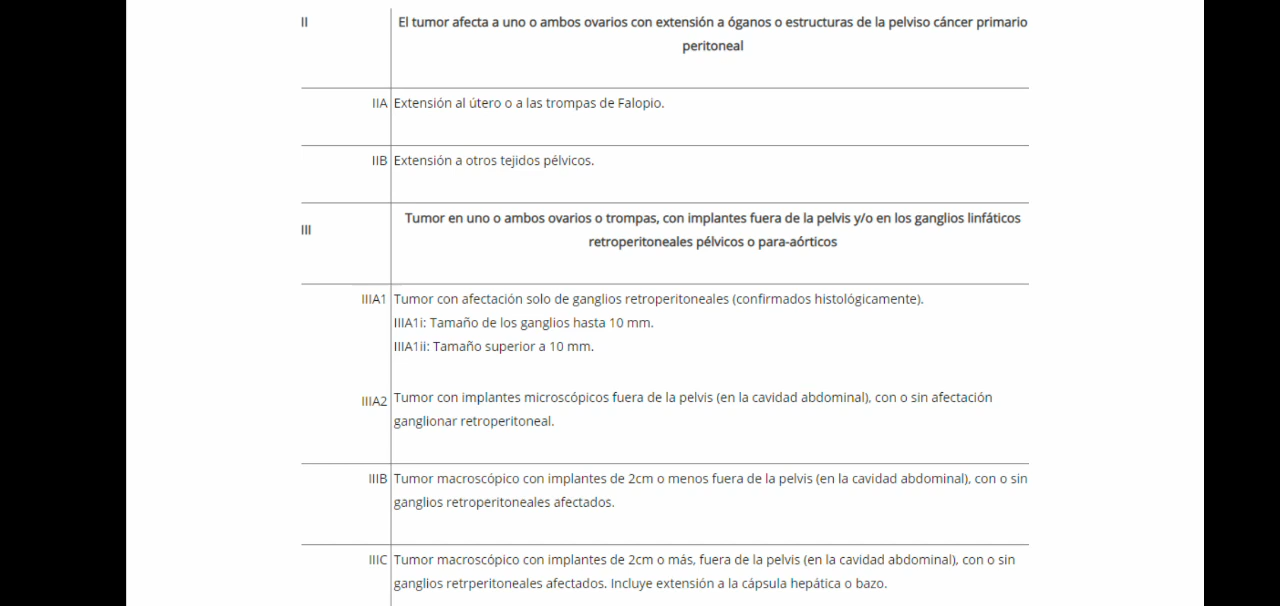 II
El tumor afecta a uno o ambos ovarios con extensión a óganos o estructuras de la pelviso cáncer primario
peritoneal
IIA Extensión al útero o a las trompas de Falopio.
IIB Extensión a otros tejidos pélvicos.
III
Tumor en uno o ambos ovarios o trompas, con implantes fuera de la pelvis y/o en los ganglios linfáticos
retroperitoneales pélvicos o para-aórticos
IIIA1 Tumor con afectación solo de ganglios retroperitoneales (confirmados histológicamente).
IIIA1i: Tamaño de los ganglios hasta 10 mm.
IIIA1ii: Tamaño superior a 10 mm.
IIIA2 Tumor con implantes microscópicos fuera de la pelvis (en la cavidad abdominal), con o sin afectación
ganglionar retroperitoneal.
IIIB Tumor macroscópico con implantes de 2cm o menos fuera de la pelvis (en la cavidad abdominal), con o sin
ganglios retroperitoneales afectados.
IIIC Tumor macroscópico con implantes de 2cm o más, fuera de la pelvis (en la cavidad abdominal), con o sin
ganglios retrperitoneales afectados. Incluye extensión a la cápsula hepática o bazo.